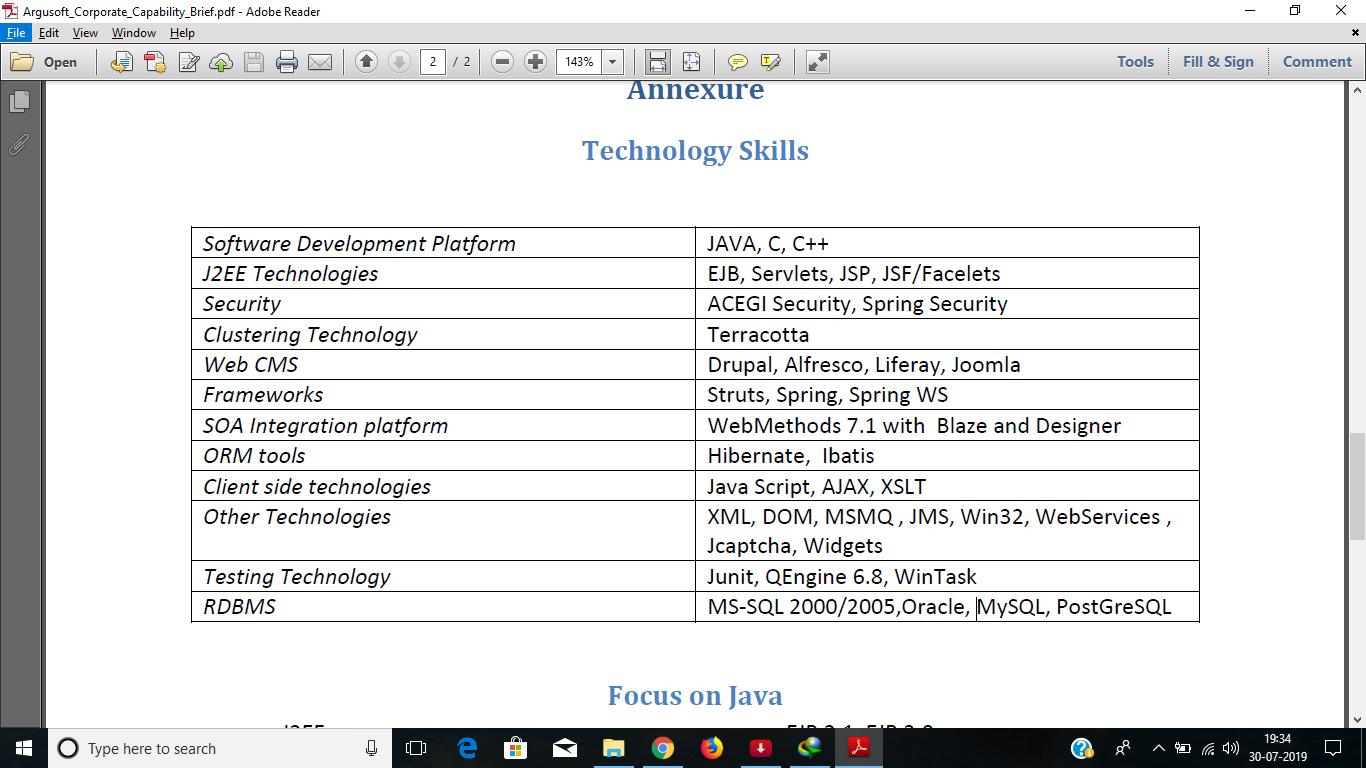 Argusoft_Corporate_Capability_Brief.pdf - Adobe Reader
File Edit View Window Help
Open 2 / 2 143% Tools Fill & Sign Comment
Annexure
Technology Skills
Software Development Platform JAVA, C, C++
J2EE Technologies EJB, Servlets, JSP, JSF/Facelets
Security ACEGI Security, Spring Security
Clustering Technology Terracotta
Web CMS Drupal, Alfresco, Liferay, Joomla
Frameworks Struts, Spring, Spring WS
SOA Integration platform WebMethods 7.1 with  Blaze and Designer
ORM tools Hibernate,  Ibatis
Client side technologies Java Script, AJAX, XSLT
Other Technologies XML, DOM, MSMQ , JMS, Win32, WebServices ,
Jcaptcha, Widgets
Testing Technology Junit, QEngine 6.8, WinTask
RDBMS MS-SQL 2000/2005,Oracle, MySQL, PostGreSQL
Focus on Java
J2EE
Type here to search 19:34
30-07-2019